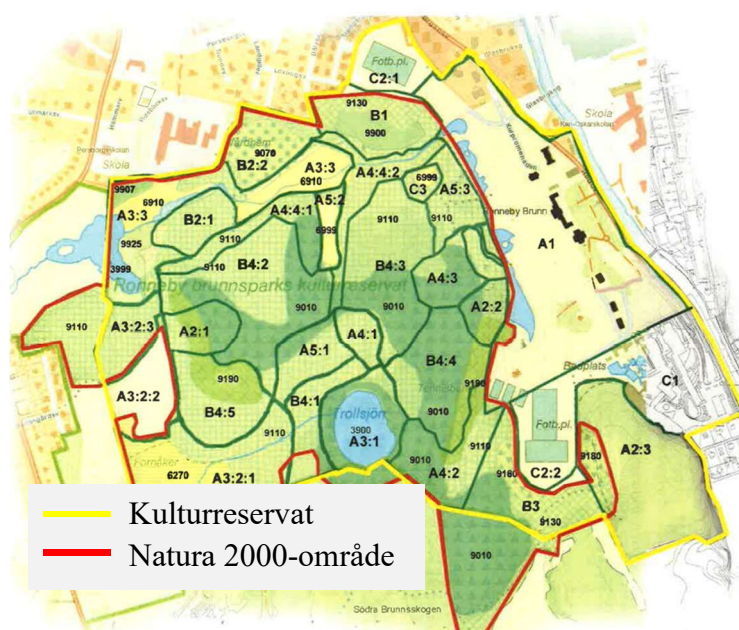 Fotb.pl.
C2:1
Skola
9130
B1
9900
9070
B2:2
A3:3
6910
A4:4:2
6999
C3
A5:3
Skola
9907
6910
A3:3
B2:1
A4:4:1
A5:2
6999
9110
9110
Ronneby Brunn
A1
9925
3999
9110
9110
B4:2
B4:3
A4:3
Ronneby brunnsparks kulturreservat
9010
9010
A2:2
9110
A3:2:3
A2:1
A4:1
A5:1
B4:4
9190
9190
C1
A3:2:2
B4:5
B4:1
Trollsjön
3900
A3:1
9010
Fotb.pl.
9110
9110
9180
A2:3
Fornåker
A3:2:1
6270
9010
A4:2
9180
C2:2
B3
9130
9010
Kulturreservat
Natura 2000-område
Södra Brunnsskogen